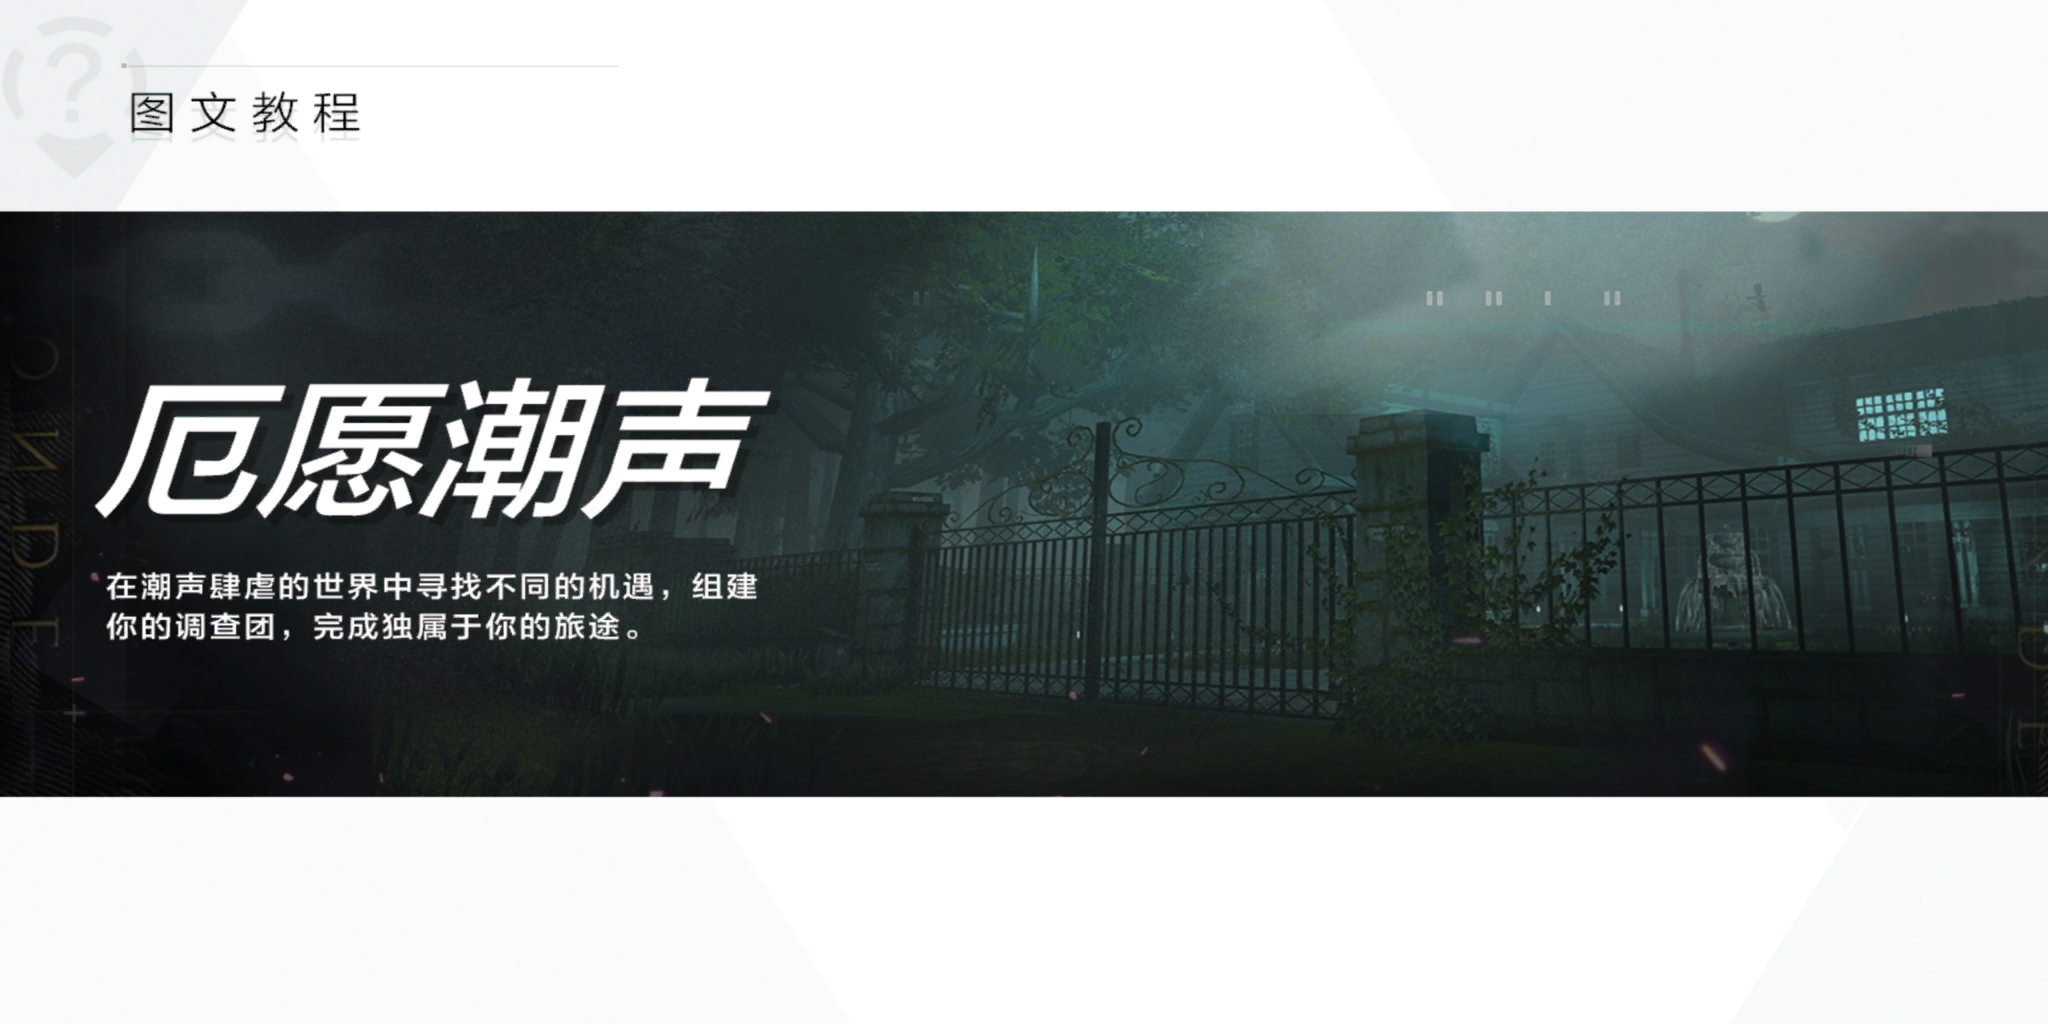 图文教程
厄愿潮声
在潮声肆虐的世界中寻找不同的机遇，组建
你的调查团，完成独属于你的旅途。